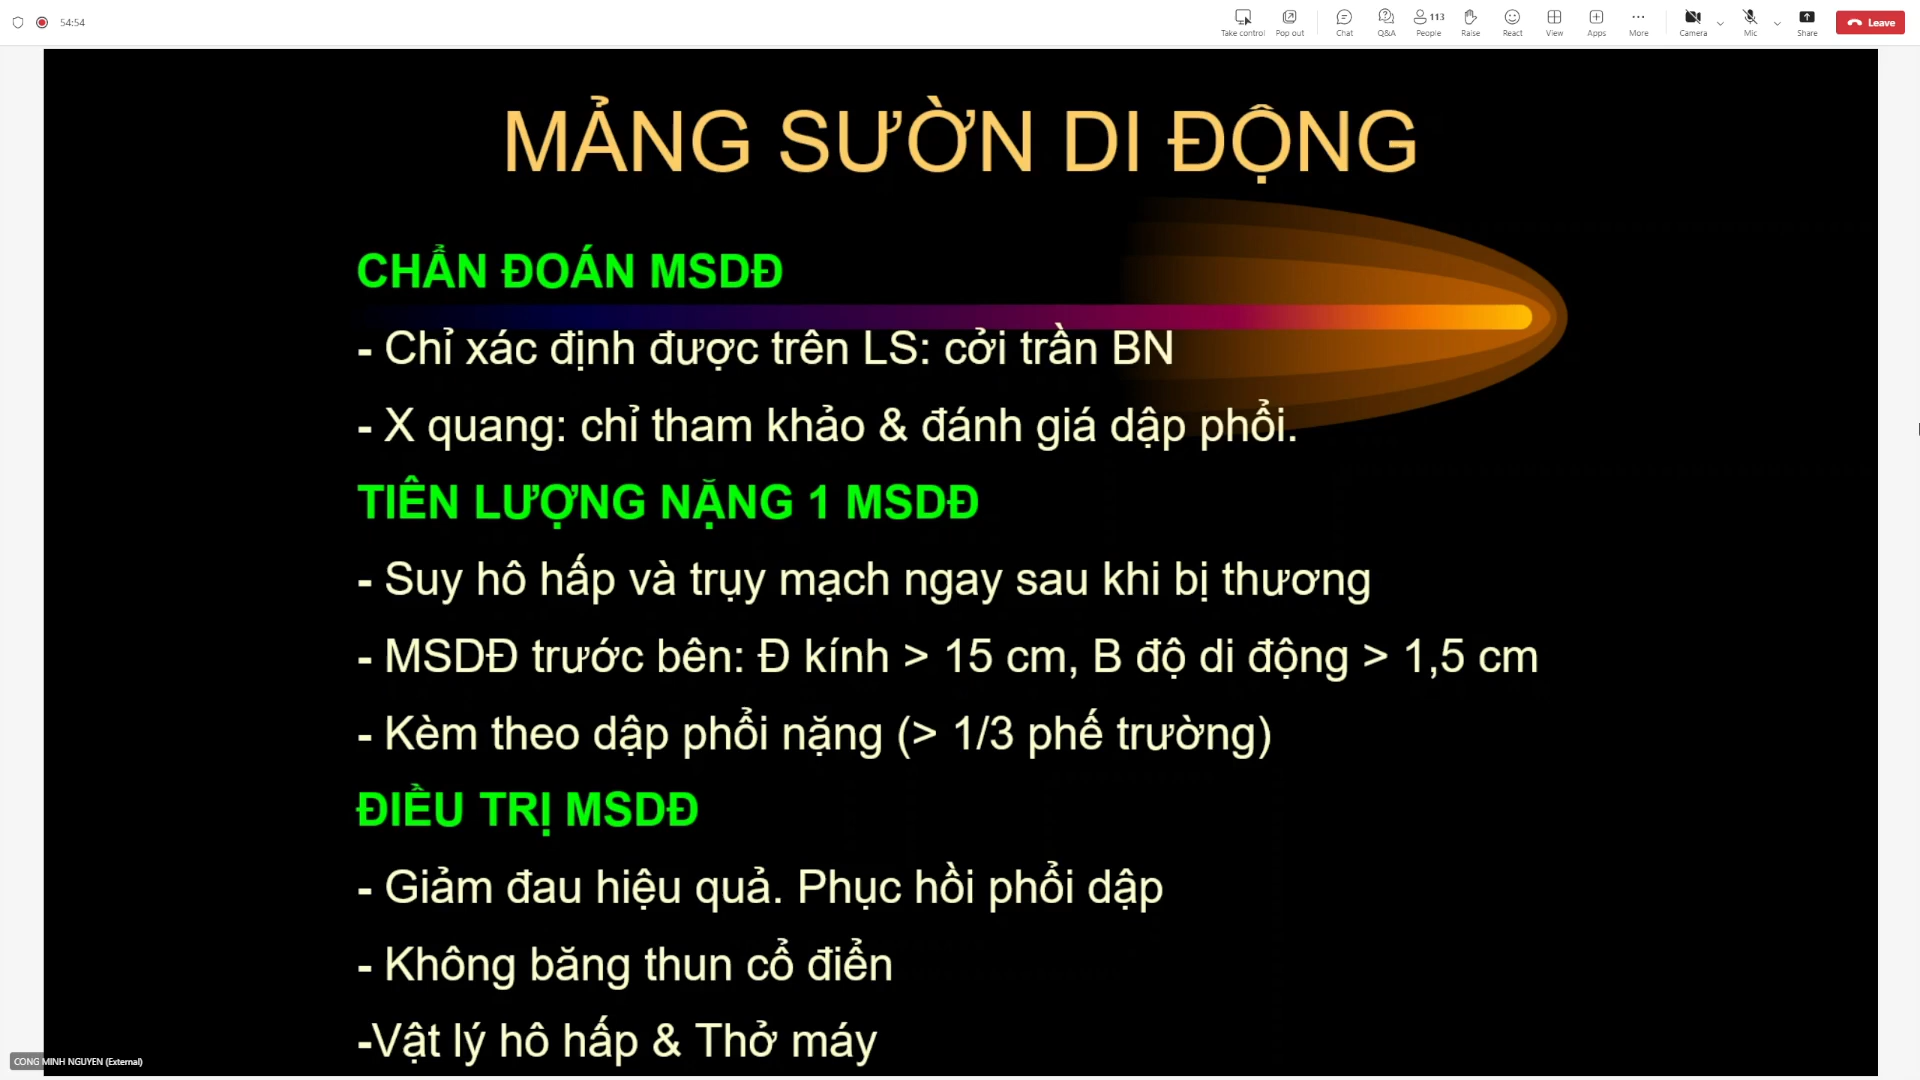 54:54
Take control
Pop out
Chat
Q&A
113
People
Raise
React
View
Apps
More
Camera
Mic
Share
Leave
MẢNG SƯỜN DI ĐỘNG
CHẨN ĐOÁN MSDĐ
- Chỉ xác định được trên LS: cởi trần BN
- X quang: chỉ tham khảo & đánh giá dập phổi.
TIÊN LƯỢNG NẶNG 1 MSDĐ
- Suy hô hấp và trụy mạch ngay sau khi bị thương
- MSDĐ trước bên: Đ kính > 15 cm, B độ di động > 1,5 cm
- Kèm theo dập phổi nặng (> 1/3 phế trường)
ĐIỀU TRỊ MSDĐ
- Giảm đau hiệu quả. Phục hồi phổi dập
- Không băng thun cổ điển
-Vật lý hô hấp & Thở máy
CONG MINH NGUYEN (External)